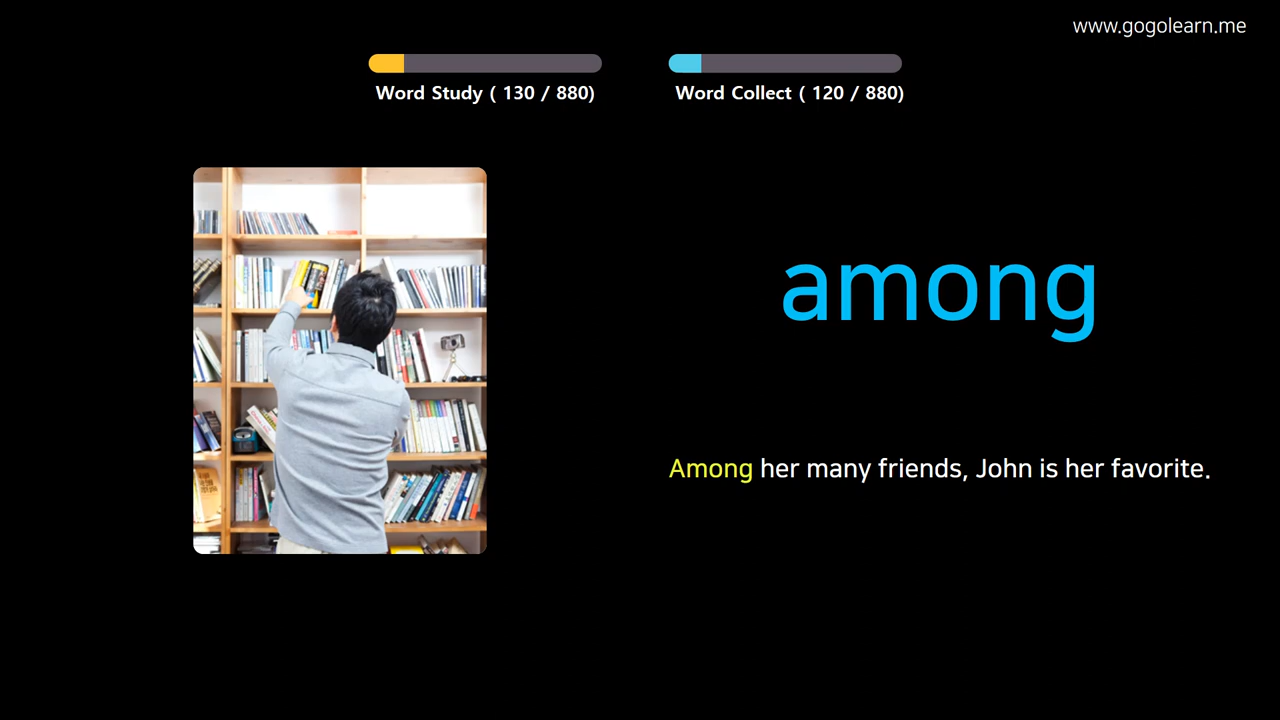 www.gogolearn.me
Word Study ( 130 / 880)
Word Collect ( 120 / 880)
among
Among her many friends, John is her favorite.